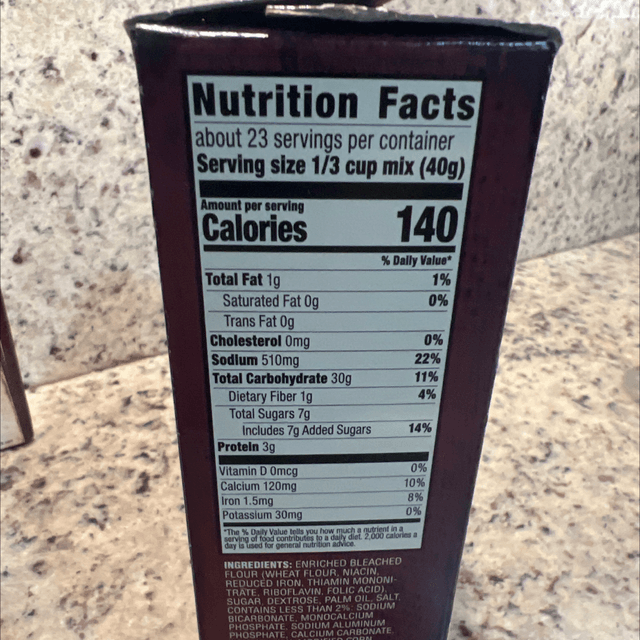 Nutrition Facts
about 23 servings per container
Serving size 1/3 cup mix (40g)
Amount per serving
Calories 140
% Daily Value*
Total Fat 1g 1%
Saturated Fat 0g 0%
Trans Fat 0g
Cholesterol 0mg 0%
Sodium 510mg 22%
Total Carbohydrate 30g 11%
Dietary Fiber 1g 4%
Total Sugars 7g
Includes 7g Added Sugars 14%
Protein 3g
Vitamin D 0mcg 0%
Calcium 120mg 10%
Iron 1.5mg 8%
Potassium 30mg 0%
*The % Daily Value tells you how much a nutrient in a
serving of food contributes to a daily diet. 2,000 calories a
day is used for general nutrition advice.
INGREDIENTS: ENRICHED BLEACHED
FLOUR (WHEAT FLOUR, NIACIN,
REDUCED IRON, THIAMIN MONONI-
TRATE, RIBOFLAVIN, FOLIC ACID),
SUGAR, DEXTROSE, PALM OIL, SALT,
CONTAINS LESS THAN 2%: SODIUM
BICARBONATE, MONOCALCIUM
PHOSPHATE, SODIUM ALUMINUM
PHOSPHATE, CALCIUM CARBONATE,